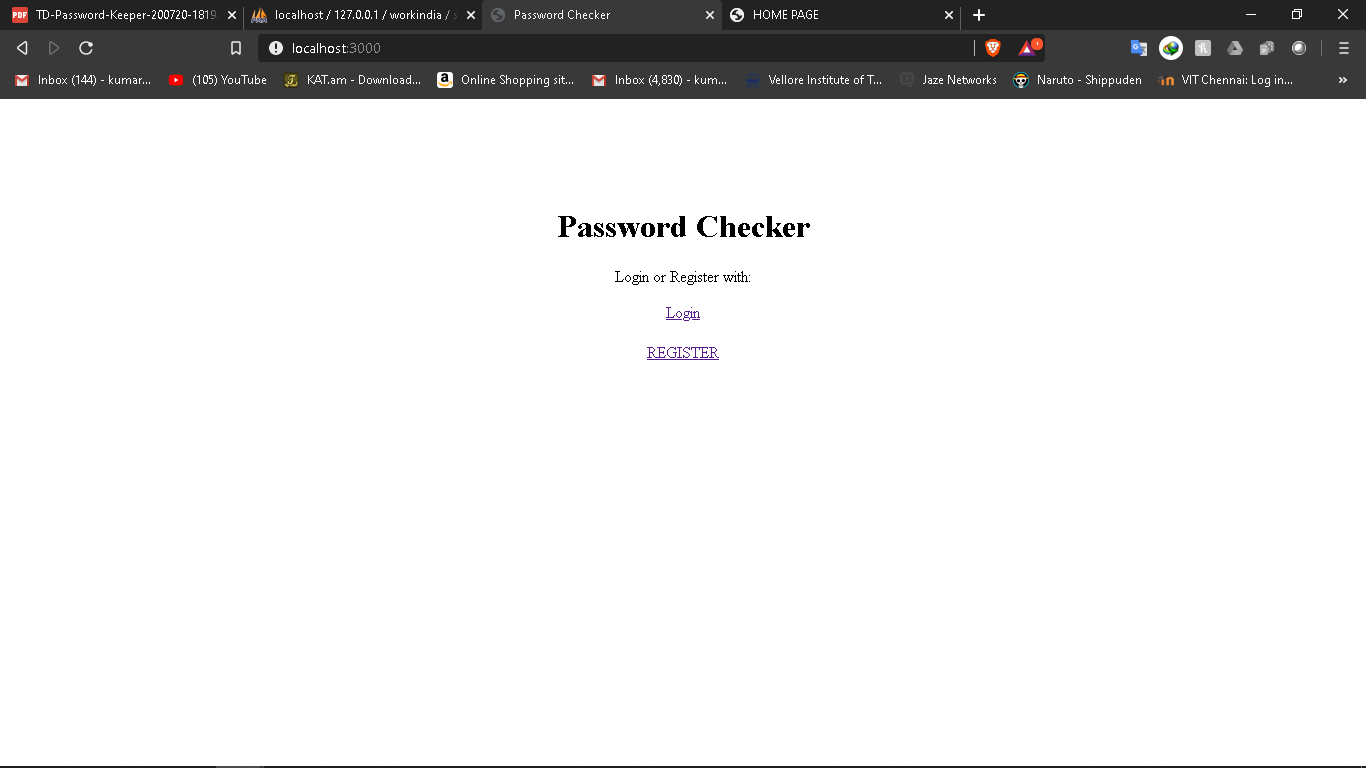 TD-Password-Keeper-200720-1819
localhost / 127.0.0.1 / workindia / s
Password Checker
HOME PAGE
localhost:3000
1
Inbox (144) - kumar...
(105) YouTube
KAT.am - Download...
Online Shopping sit...
Inbox (4,830) - kum...
Vellore Institute of T...
Jaze Networks
Naruto - Shippuden
VIT Chennai: Log in...
Password Checker
Login or Register with:
Login
REGISTER